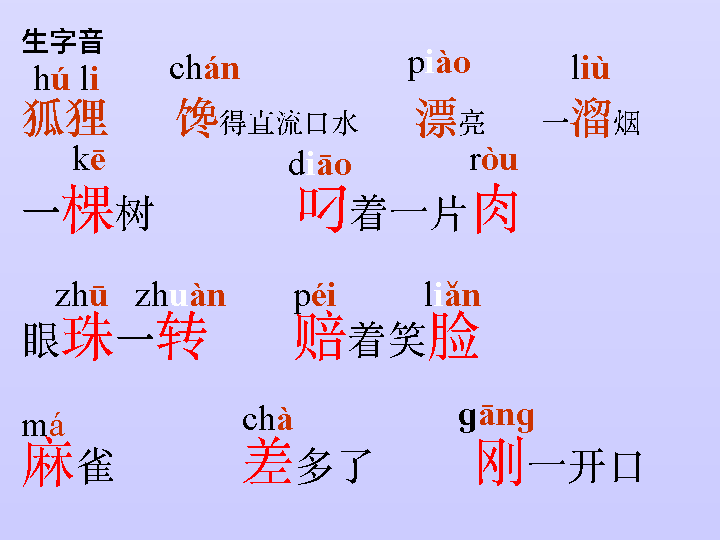 生字音
hú li chán piào liù
狐狸 馋得直流口水 漂亮 一溜烟
kē diāo ròu
一棵树 叼着一片肉
zhū zhuàn péi liǎn
眼珠一转 赔着笑脸
má chà gāng
麻雀 差多了 刚一开口